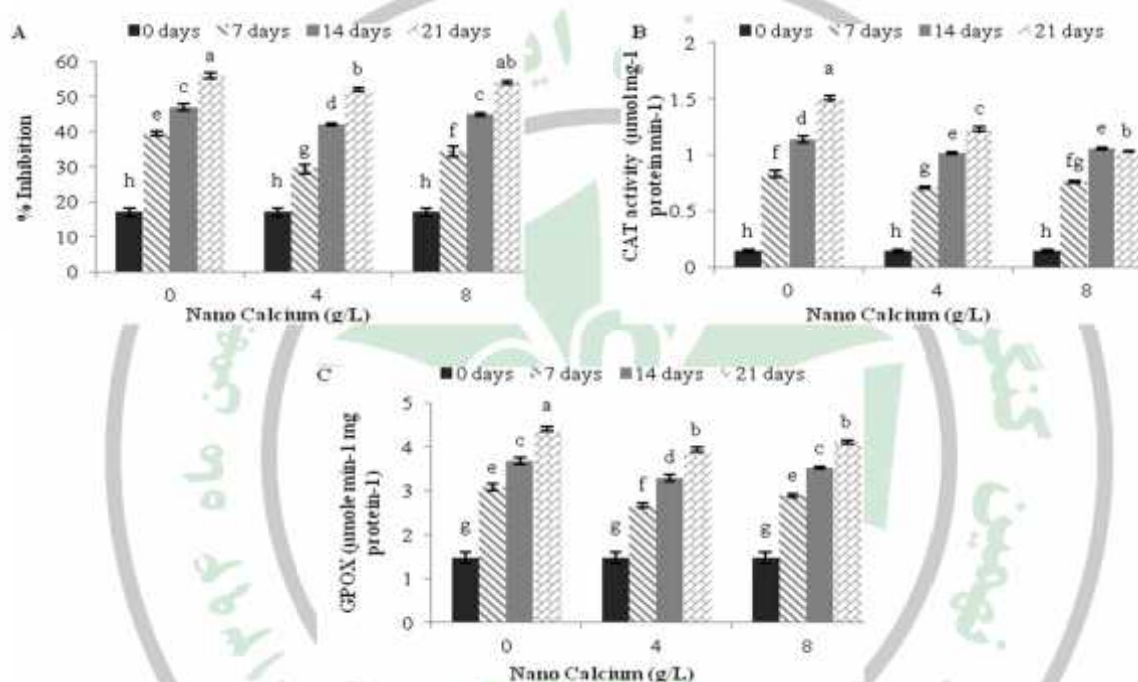 A
■0 days 7 days ■14 days 21 days
60
50
40
30
20
10
0
% Inhibition
h e c a
h g d b
h f c ab
0 4 8
Nano Calcium (g/L)
B
■0 days 7 days ■14 days 21 days
2
1.5
1
0.5
0
CAT activity (µmolmg-1
protein min-1)
h f d a
h g e c
h fg e b
0 4 8
Nano Calcium (g/L)
C
■0 days 7 days ■14 days 21 days
5
4
3
2
1
0
GPOX (µmole min-1 mg
protein-1)
g e c a
g f d b
g e c b
0 4 8
Nano Calcium (g/L)
بهمن ماه